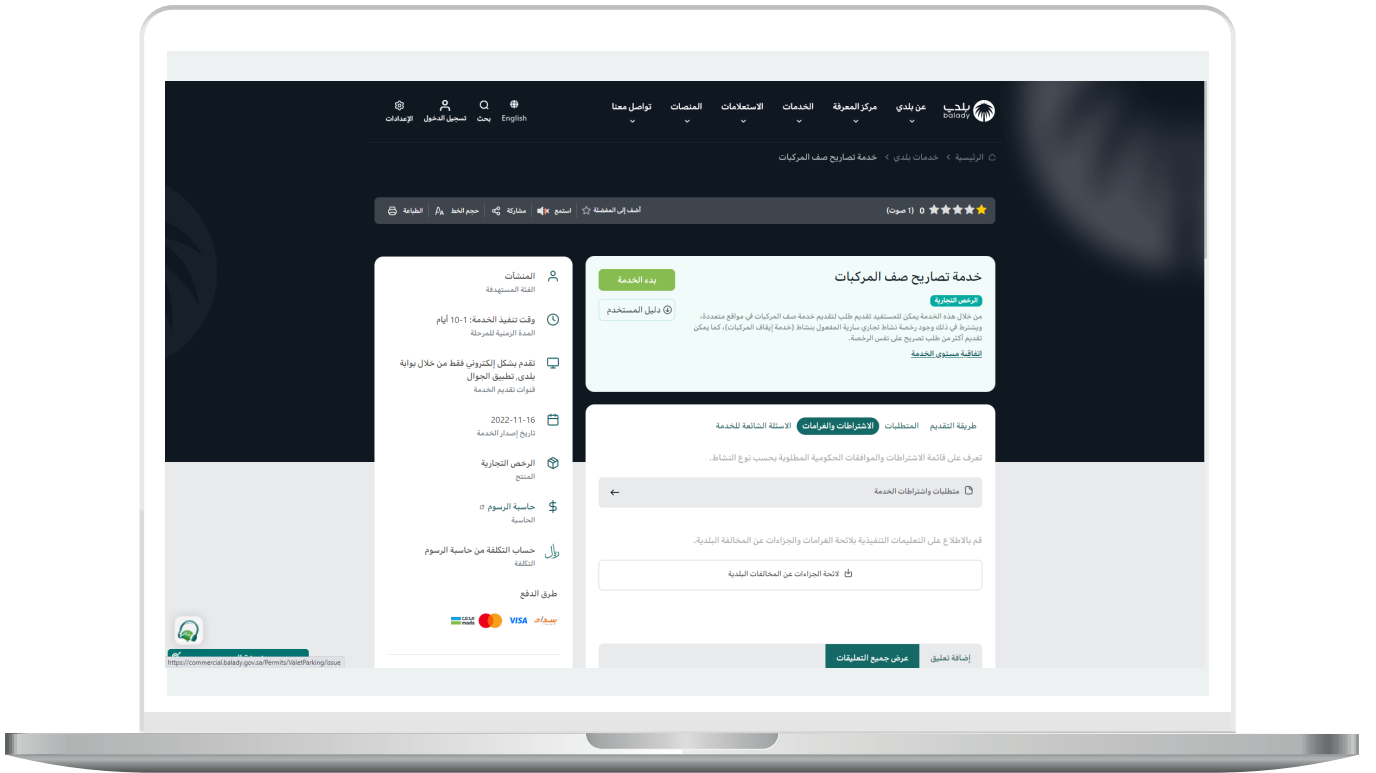 بلدي
balady
عن بلدي
مركز المعرفة
الخدمات
الاستعلامات
المنصات
تواصل معنا
English
بحث
تسجيل الدخول
الإعدادات
الرئيسية
خدمات بلدي
خدمة تصاريح صف المركبات
0 (1 صوت)
أضف إلى المفضلة
استمع
مشاركة
حجم الخط
الطباعة
خدمة تصاريح صف المركبات
بدء الخدمة
الرخص التجارية
دليل المستخدم
من خلال هذه الخدمة يمكن للمستفيد تقديم طلب لتقديم خدمة صف المركبات في مواقع متعددة،
ويشترط في ذلك وجود رخصة نشاط تجاري سارية المفعول بنشاط (خدمة إيقاف المركبات)، كما يمكن
تقديم أكثر من طلب تصريح على نفس الرخصة.
اتفاقية مستوى الخدمة
طريقة التقديم
المتطلبات
الاشتراطات والغرامات
الاسئلة الشائعة للخدمة
تعرف على قائمة الاشتراطات والموافقات الحكومية المطلوبة بحسب نوع النشاط.
متطلبات واشتراطات الخدمة
قم بالاطلاع على التعليمات التنفيذية بلائحة الغرامات والجزاءات عن المخالفة البلدية.
لائحة الجزاءات عن المخالفات البلدية
إضافة تعليق
عرض جميع التعليقات
المنشآت
الفئة المستهدفة
وقت تنفيذ الخدمة: 1-10 أيام
المدة الزمنية للمرحلة
تقدم بشكل إلكتروني فقط من خلال بوابة
بلدي, تطبيق الجوال
قنوات تقديم الخدمة
2022-11-16
تاريخ إصدار الخدمة
الرخص التجارية
المنتج
حاسبة الرسوم
الحاسبة
حساب التكلفة من حاسبة الرسوم
التكلفة
طرق الدفع
سداد
VISA
مدى
mada
https://commercial.balady.gov.sa/Permits/ValetParking/issue